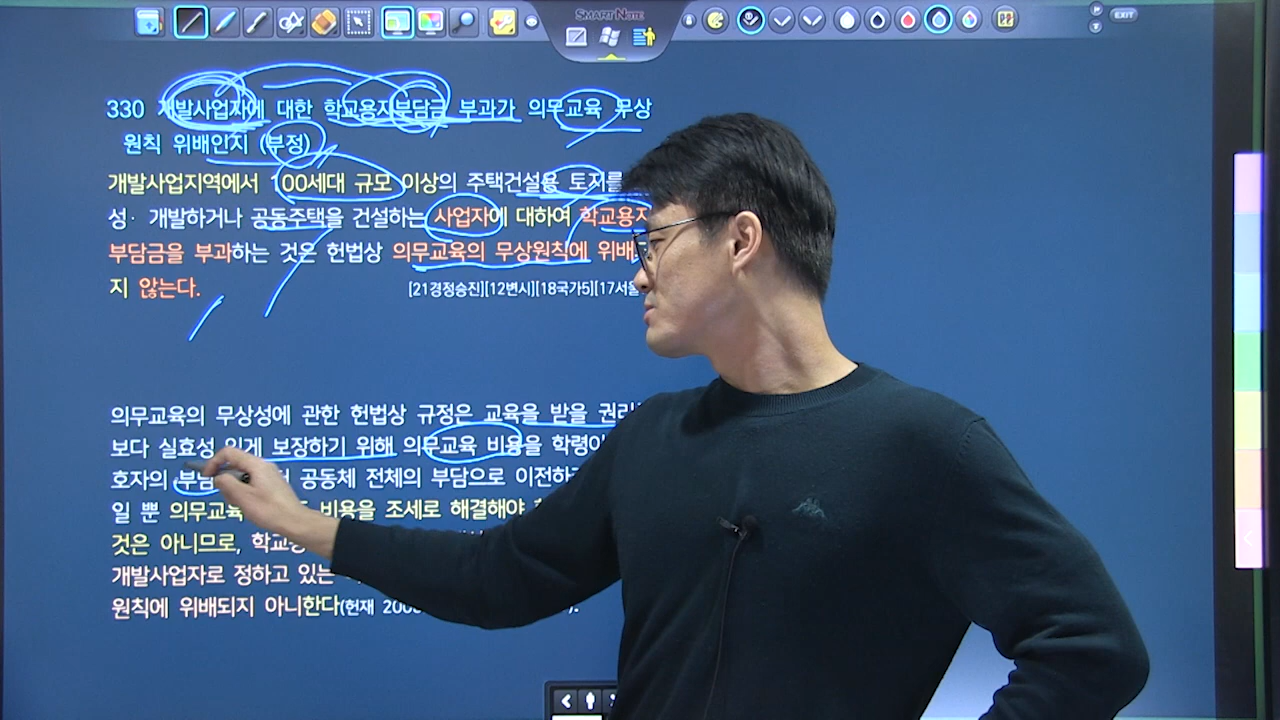 SMARTNOTE
EXIT
330 개발사업자에 대한 학교용지부담금 부과가 의무교육 무상
원칙 위배인지 (부정)
개발사업지역에서 100세대 규모 이상의 주택건설용 토지를
성· 개발하거나 공동주택을 건설하는 사업자에 대하여 학교용지
부담금을 부과하는 것은 헌법상 의무교육의 무상원칙에 위배
지 않는다.
[21경정승진][12변시][18국가5][17서울
의무교육의 무상성에 관한 헌법상 규정은 교육을 받을 권리
보다 실효성 있게 보장하기 위해 의무교육 비용을 학령
호자의 부담 공동체 전체의 부담으로 이전하
일 뿐 의무교육 비용을 조세로 해결해야
것은 아니므로, 학교용
개발사업자로 정하고 있는
원칙에 위배되지 아니한다(헌재